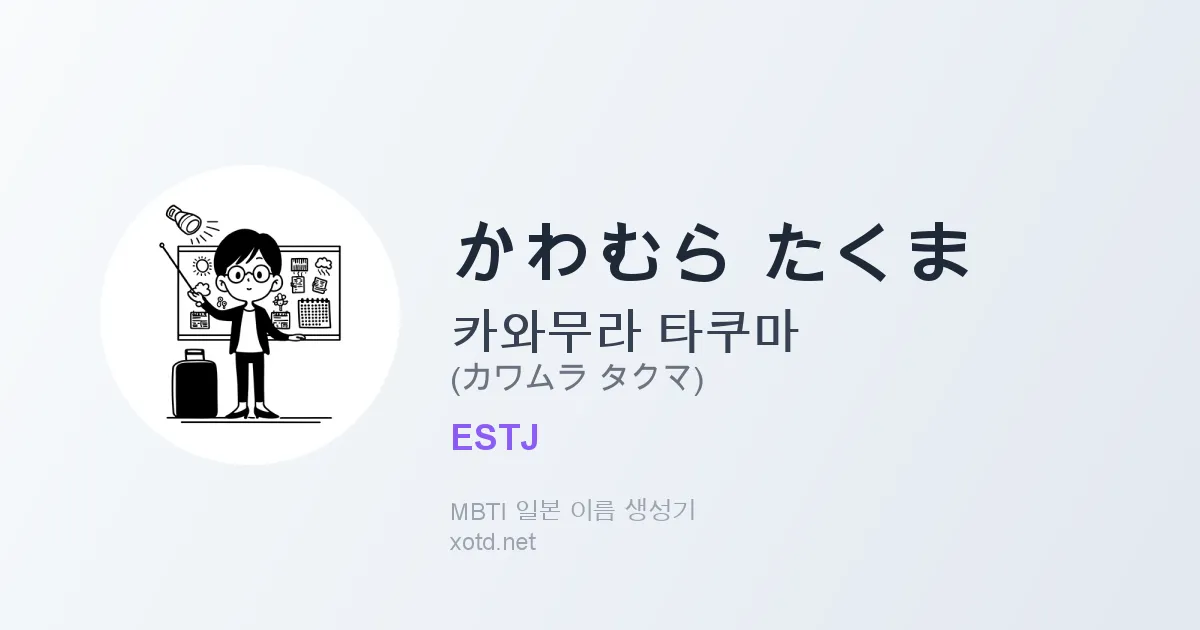 かわむら たくま
카와무라 타쿠마
(カワムラ タクマ)
ESTJ
MBTI 일본 이름 생성기
xotd.net